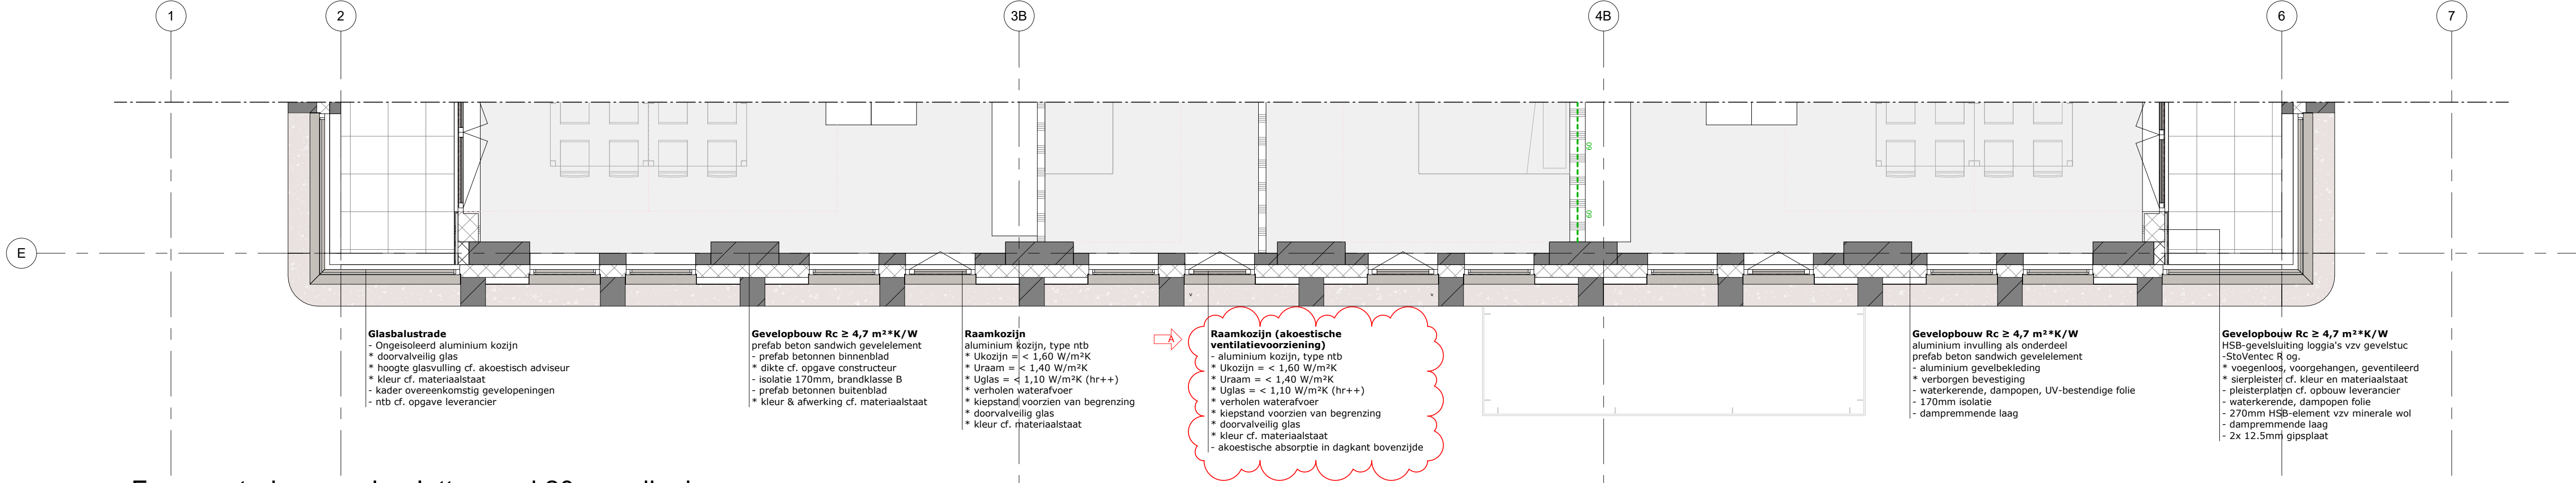 1
2
3B
4B
6
7
E
60
60
A
Glasbalustrade
- Ongeisoleerd aluminium kozijn
* doorvalveilig glas
* hoogte glasvulling cf. akoestisch adviseur
* kleur cf. materiaalstaat
- kader overeenkomstig gevelopeningen
- ntb cf. opgave leverancier
Gevelopbouw Rc ≥ 4,7 m²*K/W
prefab beton sandwich gevelelement
- prefab betonnen binnenblad
* dikte cf. opgave constructeur
- isolatie 170mm, brandklasse B
- prefab betonnen buitenblad
* kleur & afwerking cf. materiaalstaat
Raamkozijn
aluminium kozijn, type ntb
* Ukozijn = < 1,60 W/m²K
* Uraam = < 1,40 W/m²K
* Uglas = < 1,10 W/m²K (hr++)
* verholen waterafvoer
* kiepstand voorzien van begrenzing
* doorvalveilig glas
* kleur cf. materiaalstaat
Raamkozijn (akoestische
ventilatievoorziening)
- aluminium kozijn, type ntb
* Ukozijn = < 1,60 W/m²K
* Uraam = < 1,40 W/m²K
* Uglas = < 1,10 W/m²K (hr++)
* verholen waterafvoer
* kiepstand voorzien van begrenzing
* doorvalveilig glas
* kleur cf. materiaalstaat
- akoestische absorptie in dagkant bovenzijde
Gevelopbouw Rc ≥ 4,7 m²*K/W
aluminium invulling als onderdeel
prefab beton sandwich gevelelement
- aluminium gevelbekleding
* verborgen bevestiging
- waterkerende, dampopen, UV-bestendige folie
- 170mm isolatie
- dampremmende laag
Gevelopbouw Rc ≥ 4,7 m²*K/W
HSB-gevelsluiting loggia's vzv gevelstuc
-StoVentec R og.
* voegenloos, voorgehangen, geventileerd
* sierpleister cf. kleur en materiaalstaat
- pleisterplaten cf. opbouw leverancier
- waterkerende, dampopen folie
- 270mm HSB-element vzv minerale wol
- dampremmende laag
- 2x 12.5mm gipsplaat